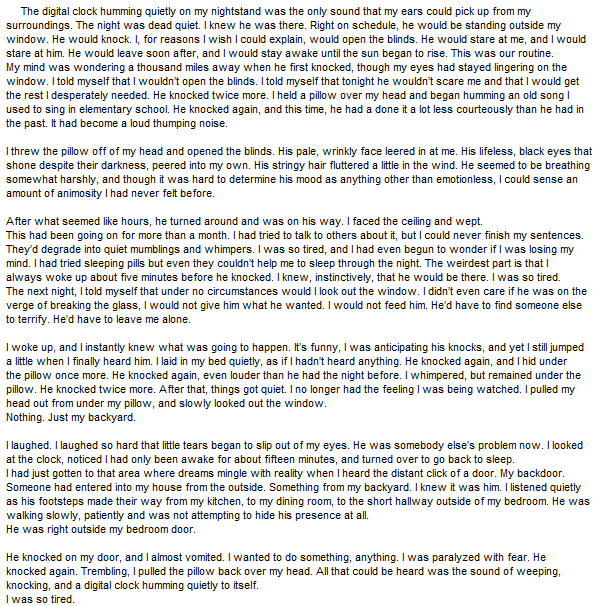 The digital clock humming quietly on my nightstand was the only sound that my ears could pick up from my
surroundings. The night was dead quiet. I knew he was there. Right on schedule, he would be standing outside my
window. He would knock. I, for reasons I wish I could explain, would open the blinds. He would stare at me, and I would
stare at him. He would leave soon after, and I would stay awake until the sun began to rise. This was our routine.
My mind was wondering a thousand miles away when he first knocked, though my eyes had stayed lingering on the
window. I told myself that I wouldn't open the blinds. I told myself that tonight he wouldn't scare me and that I would get
the rest I desperately needed. He knocked twice more. I held a pillow over my head and began humming an old song I
used to sing in elementary school. He knocked again, and this time, he had a done it a lot less courteously than he had in
the past. It had become a loud thumping noise.

I threw the pillow off of my head and opened the blinds. His pale, wrinkly face leered in at me. His lifeless, black eyes that
shone despite their darkness, peered into my own. His stringy hair fluttered a little in the wind. He seemed to be breathing
somewhat harshly, and though it was hard to determine his mood as anything other than emotionless, I could sense an
amount of animosity I had never felt before.

After what seemed like hours, he turned around and was on his way. I faced the ceiling and wept.
This had been going on for more than a month. I had tried to talk to others about it, but I could never finish my sentences.
They'd degrade into quiet mumblings and whimpers. I was so tired, and I had even begun to wonder if I was losing my
mind. I had tried sleeping pills but even they couldn't help me to sleep through the night. The weirdest part is that I
always woke up about five minutes before he knocked. I knew, instinctively, that he would be there. I was so tired.
The next night, I told myself that under no circumstances would I look out the window. I didn't even care if he was on the
verge of breaking the glass, I would not give him what he wanted. I would not feed him. He'd have to find someone else
to terrify. He'd have to leave me alone.

I woke up, and I instantly knew what was going to happen. It's funny, I was anticipating his knocks, and yet I still jumped
a little when I finally heard him. I laid in my bed quietly, as if I hadn't heard anything. He knocked again, and I hid under
the pillow once more. He knocked again, even louder than he had the night before. I whimpered, but remained under the
pillow. He knocked twice more. After that, things got quiet. I no longer had the feeling I was being watched. I pulled my
head out from under my pillow, and slowly looked out the window.
Nothing. Just my backyard.

I laughed. I laughed so hard that little tears began to slip out of my eyes. He was somebody else's problem now. I looked
at the clock, noticed I had only been awake for about fifteen minutes, and turned over to go back to sleep.
I had just gotten to that area where dreams mingle with reality when I heard the distant click of a door. My backdoor.
Someone had entered into my house from the outside. Something from my backyard. I knew it was him. I listened quietly
as his footsteps made their way from my kitchen, to my dining room, to the short hallway outside of my bedroom. He was
walking slowly, patiently and was not attempting to hide his presence at all.
He was right outside my bedroom door.

He knocked on my door, and I almost vomited. I wanted to do something, anything. I was paralyzed with fear. He
knocked again. Trembling, I pulled the pillow back over my head. All that could be heard was the sound of weeping,
knocking, and a digital clock humming quietly to itself.
I was so tired.